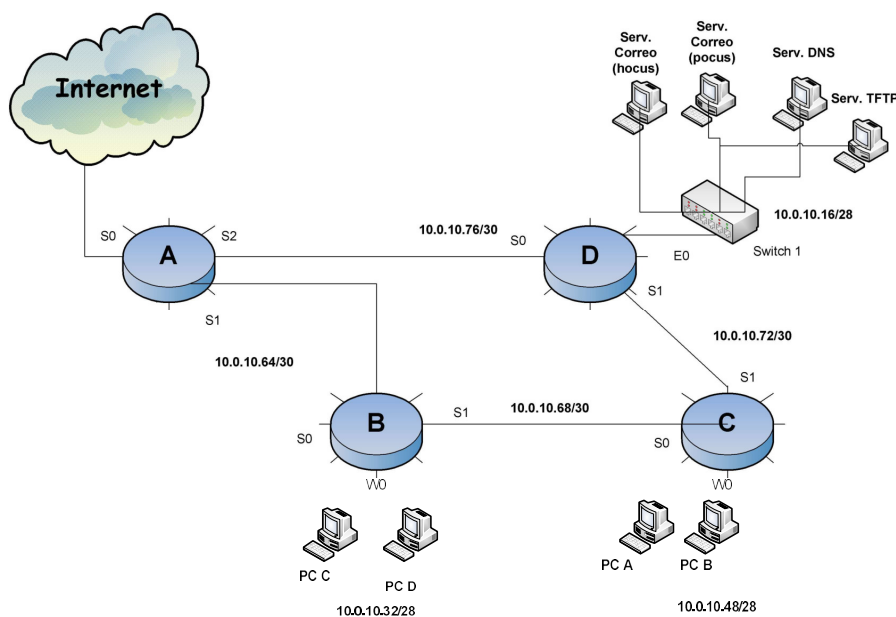 Internet
Serv.
Correo
(hocus)
Serv.
Correo
(pocus)
Serv. DNS
Serv. TFTP
10.0.10.16/28
Switch 1
S0
A
S2
S1
10.0.10.76/30
S0
D
E0
S1
10.0.10.64/30
10.0.10.72/30
S0
B
S1
W0
10.0.10.68/30
S1
C
S0
W0
PC C
PC D
10.0.10.32/28
PC A
PC B
10.0.10.48/28